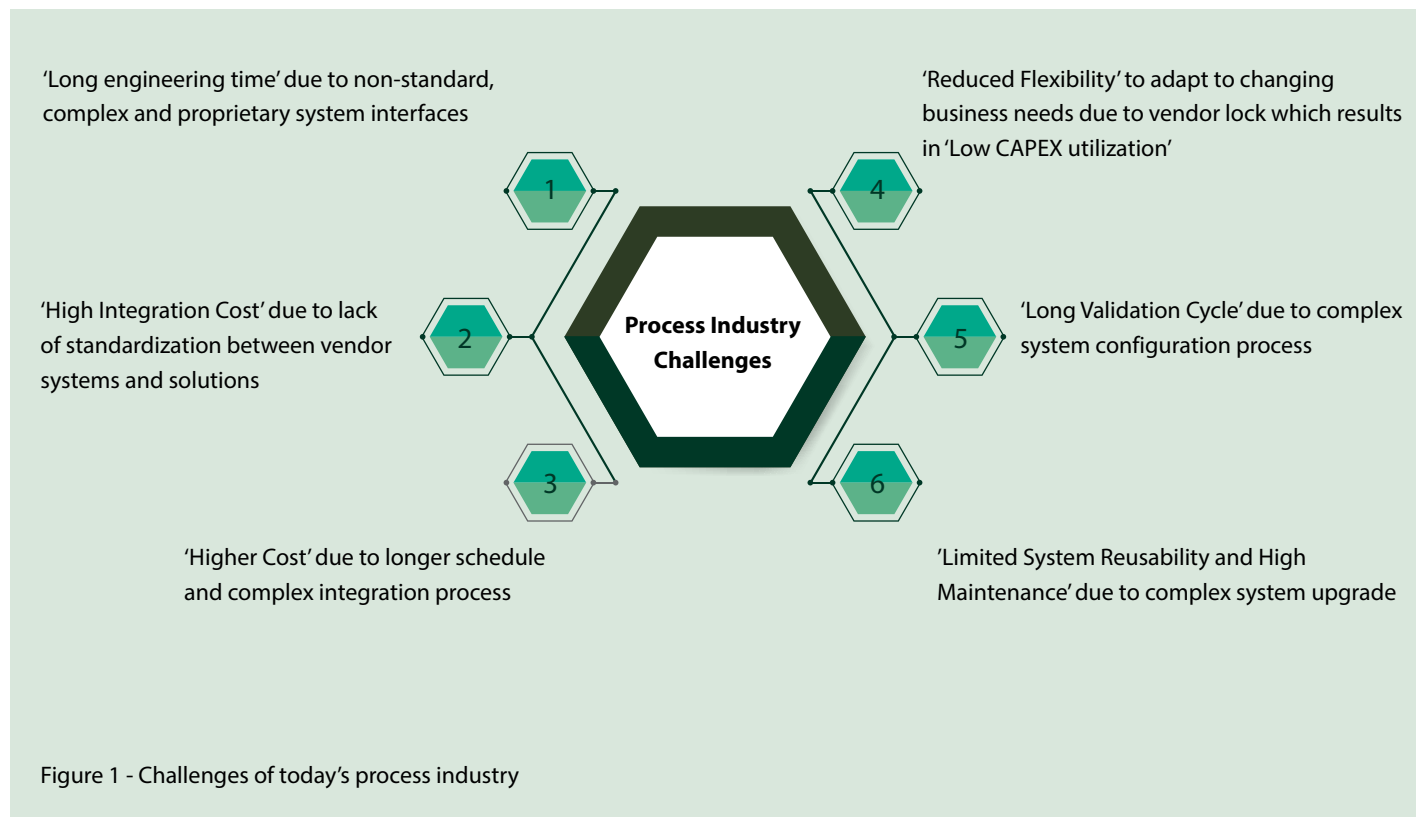 ‘Long engineering time’ due to non-standard,
complex and proprietary system interfaces
1
‘High Integration Cost’ due to lack
of standardization between vendor
systems and solutions
2
3
‘Higher Cost’ due to longer schedule
and complex integration process
Process Industry
Challenges
‘Reduced Flexibility’ to adapt to changing
business needs due to vendor lock which results
in ‘Low CAPEX utilization’
4
5
‘Long Validation Cycle’ due to complex
system configuration process
6
’Limited System Reusability and High
Maintenance’ due to complex system upgrade
Figure 1 - Challenges of today’s process industry